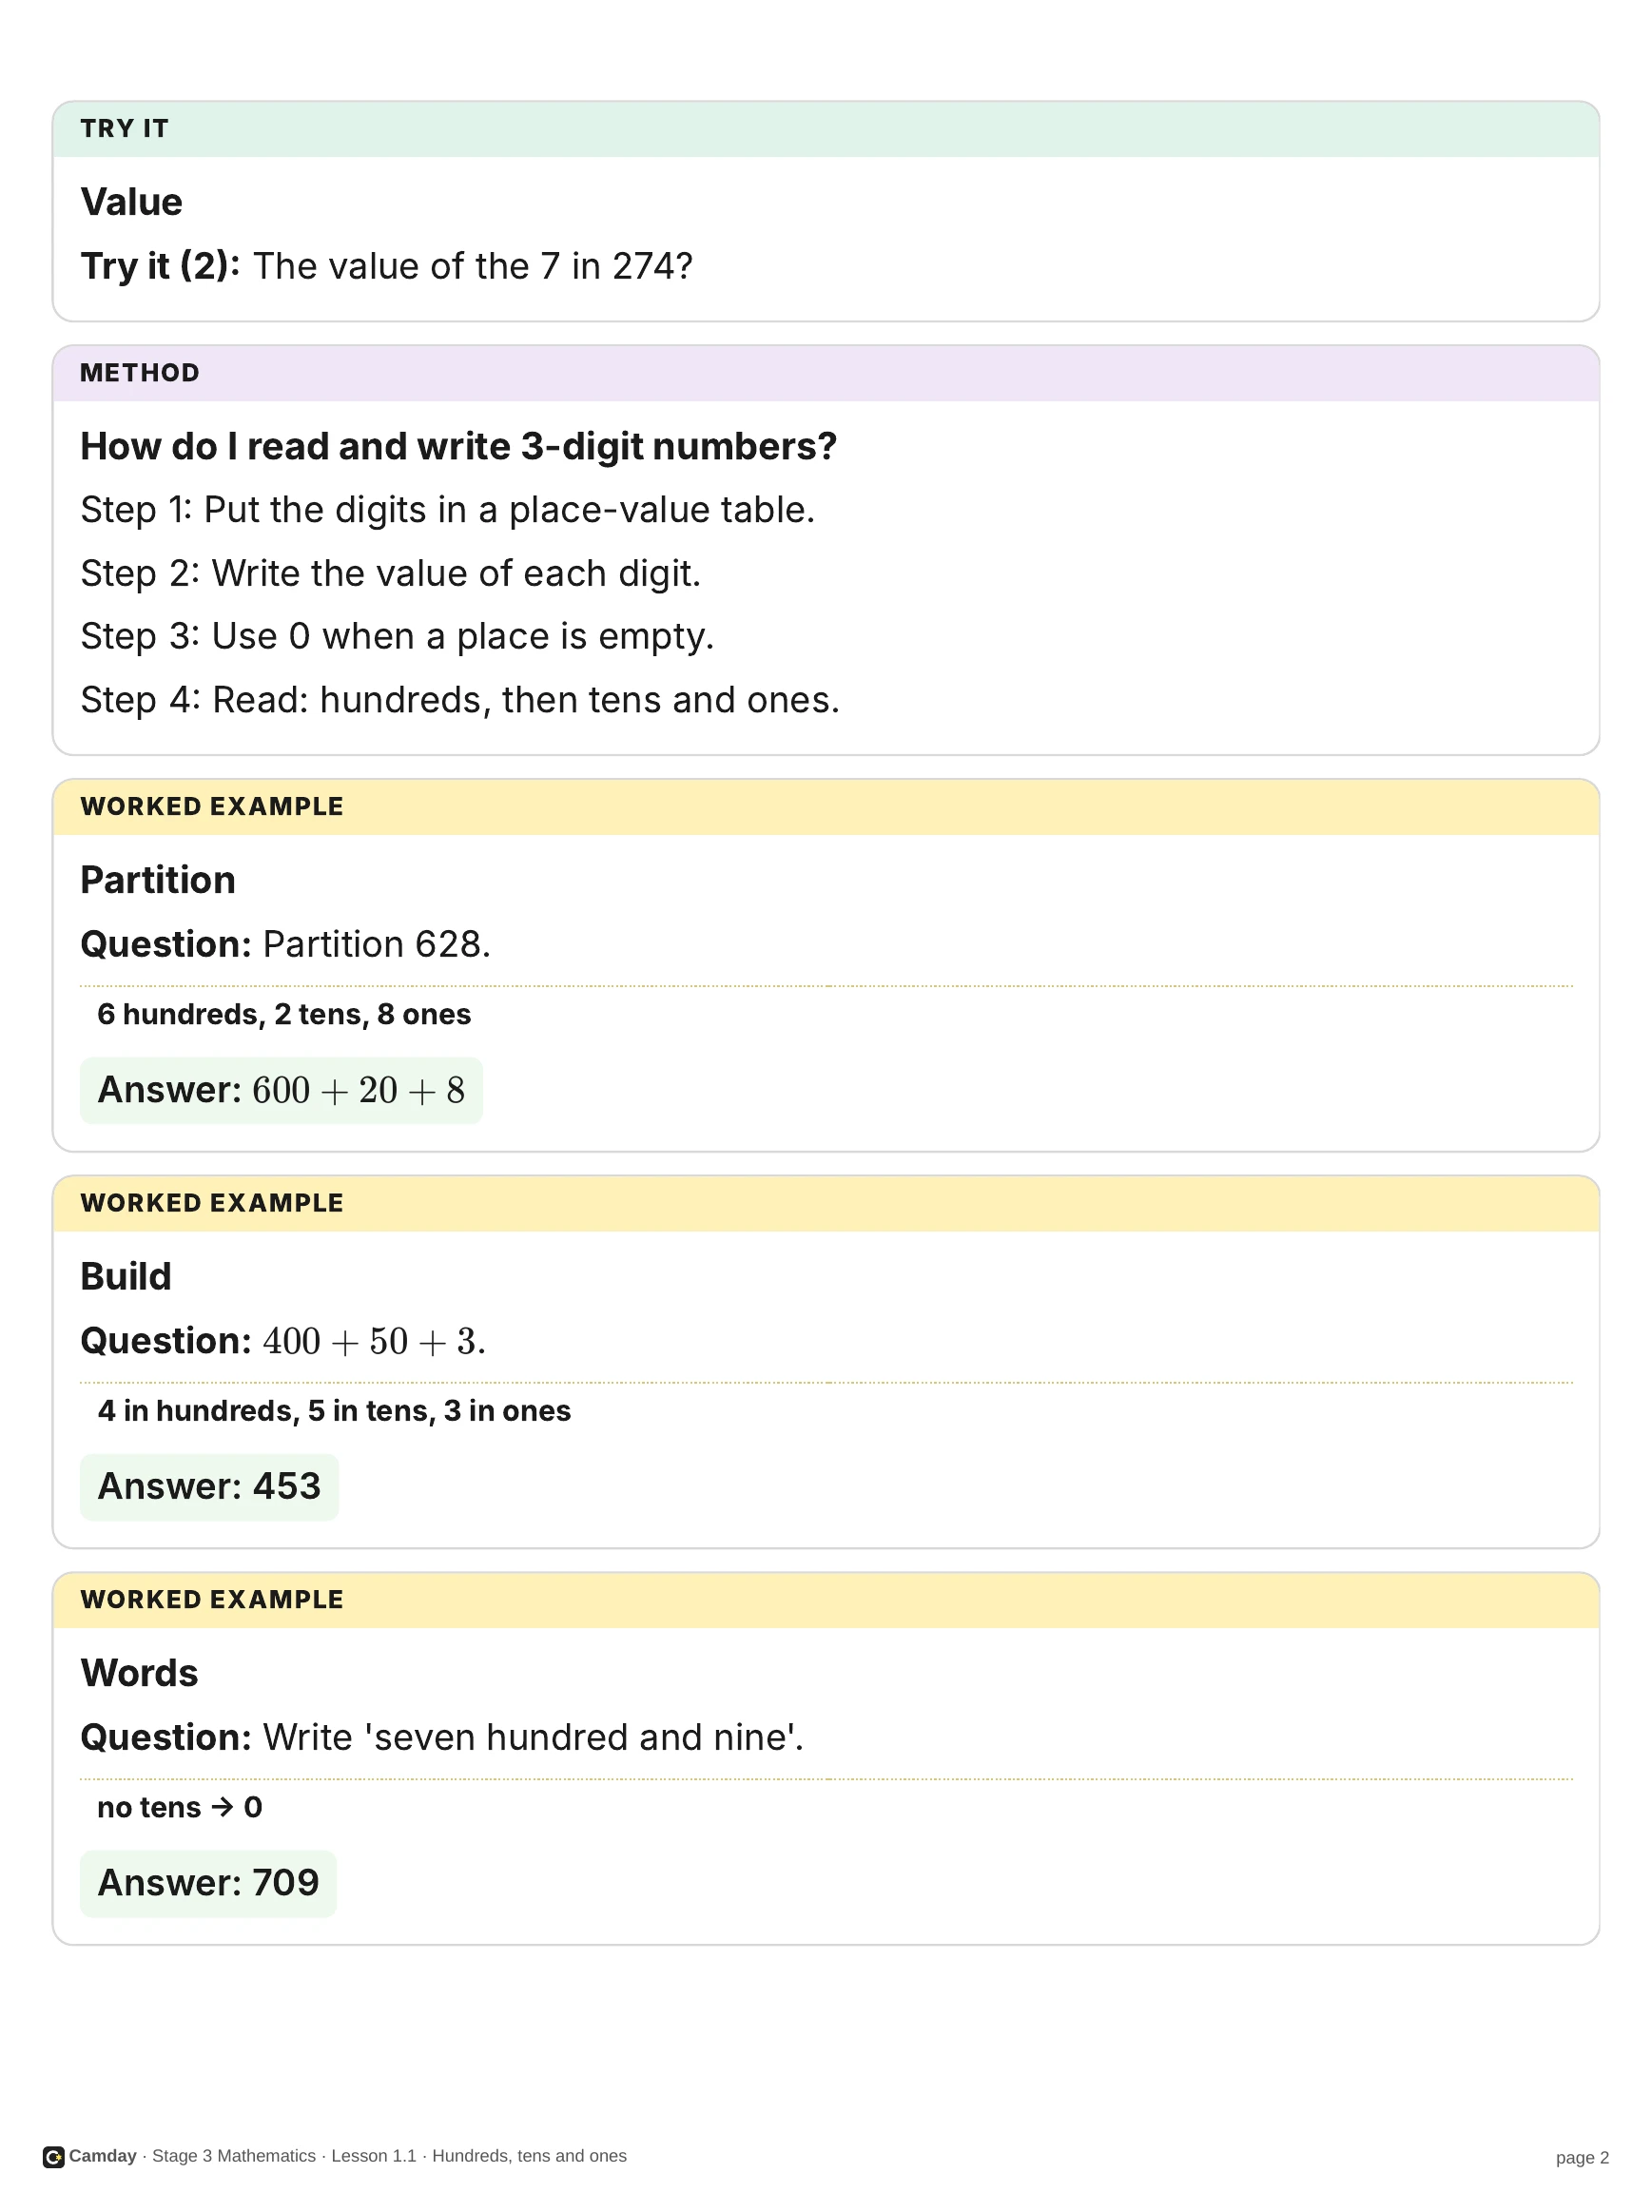 TRY IT
Value
Try it (2): The value of the 7 in 274?
METHOD
How do I read and write 3-digit numbers?
Step 1: Put the digits in a place-value table.
Step 2: Write the value of each digit.
Step 3: Use 0 when a place is empty.
Step 4: Read: hundreds, then tens and ones.
WORKED EXAMPLE
Partition
Question: Partition 628.
6 hundreds, 2 tens, 8 ones
Answer: 600 + 20 + 8
WORKED EXAMPLE
Build
Question: 400 + 50 + 3.
4 in hundreds, 5 in tens, 3 in ones
Answer: 453
WORKED EXAMPLE
Words
Question: Write 'seven hundred and nine'.
no tens → 0
Answer: 709
Camday · Stage 3 Mathematics · Lesson 1.1 · Hundreds, tens and ones
page 2